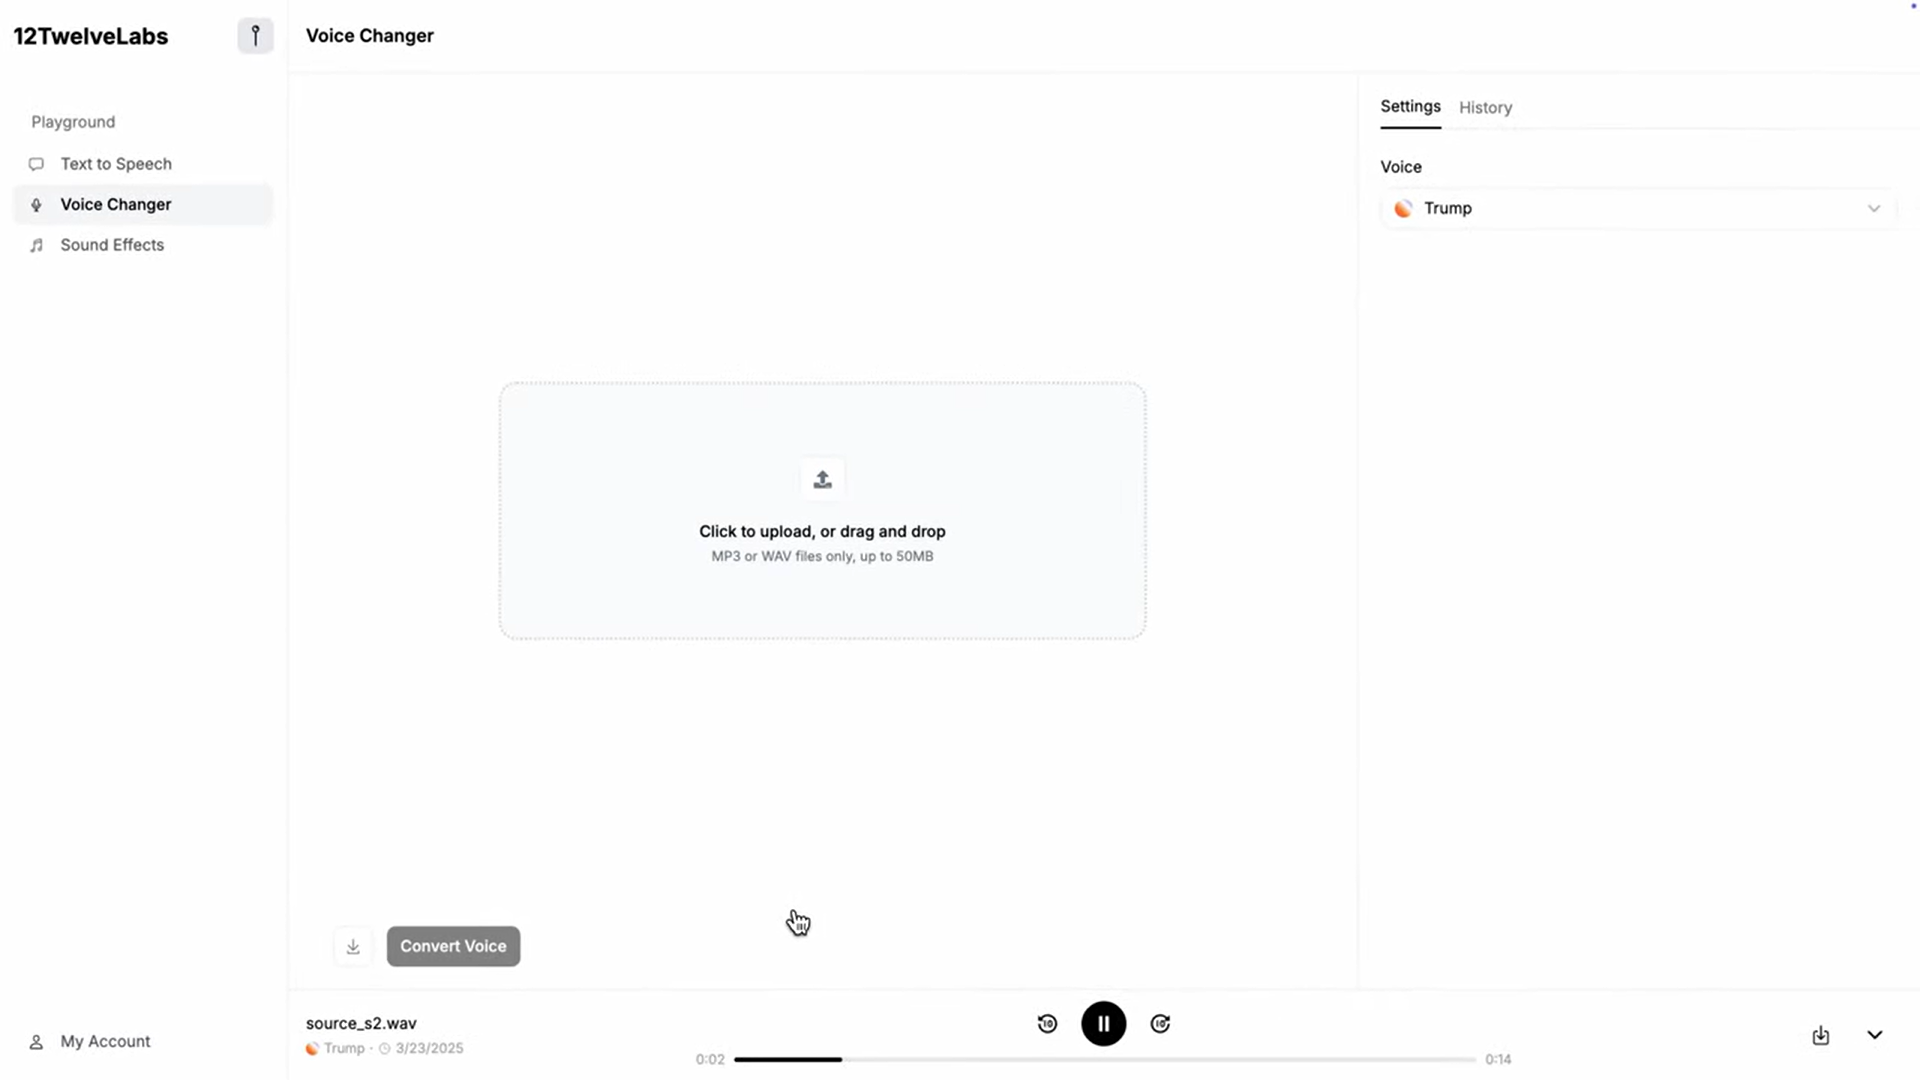 12TwelveLabs
Voice Changer
Playground
Text to Speech
Voice Changer
Sound Effects
Settings
History
Voice
Trump
Click to upload, or drag and drop
MP3 or WAV files only, up to 50MB
Convert Voice
My Account
source_s2.wav
Trump · 3/23/2025
10
10
0:02
0:14